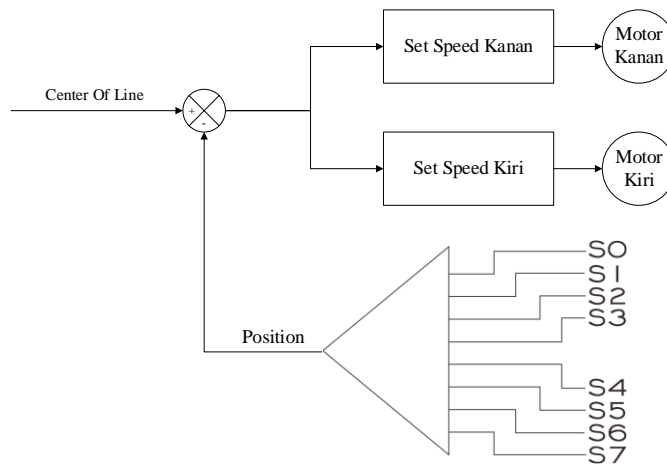 Set Speed Kanan
Motor
Kanan
Center Of Line
+
-
Set Speed Kiri
Motor
Kiri
Position
S0
S1
S2
S3
S4
S5
S6
S7